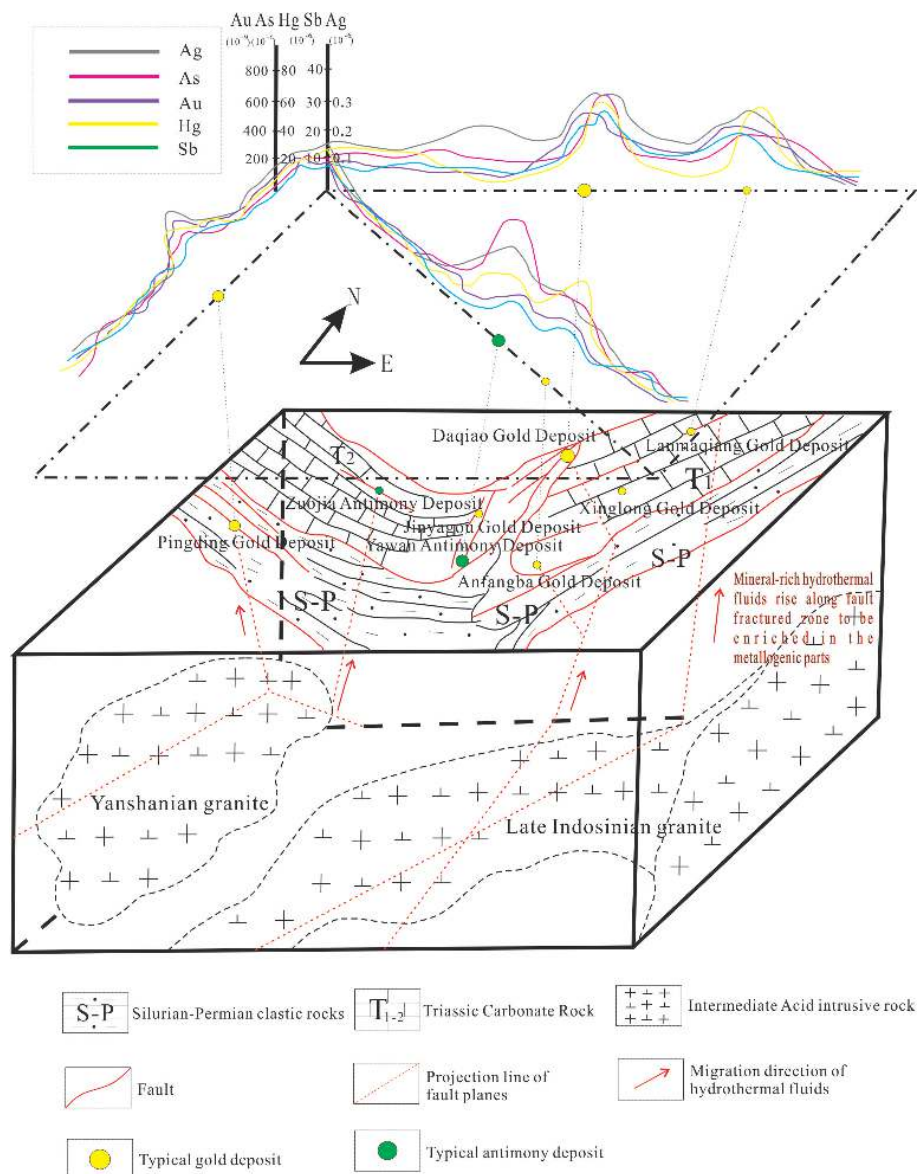 Au As Hg Sb Ag
Ag
As
Au
Hg
Sb
800 80 40
600 60 30 0.3
400 40 20 0.2
200 20 10 0.1
N
E
Daqiao Gold Deposit
Lanmaqiang Gold Deposit
T2
T1
Zuojia Antimony Deposit
Xinglong Gold Deposit
Jinyagou Gold Deposit
Pingding Gold Deposit
Yawan Antimony Deposit
S-P
Anfangba Gold Deposit
S-P
S-P
Mineral-rich hydrothermal
fluids rise along fault
fractured zone to be
enriched in the
metallogenic parts
Yanshanian granite
Late Indosinian granite
S-P Silurian-Permian clastic rocks
T1-2 Triassic Carbonate Rock
Intermediate Acid intrusive rock
Fault
Projection line of
fault planes
Migration direction of
hydrothermal fluids
Typical gold deposit
Typical antimony deposit